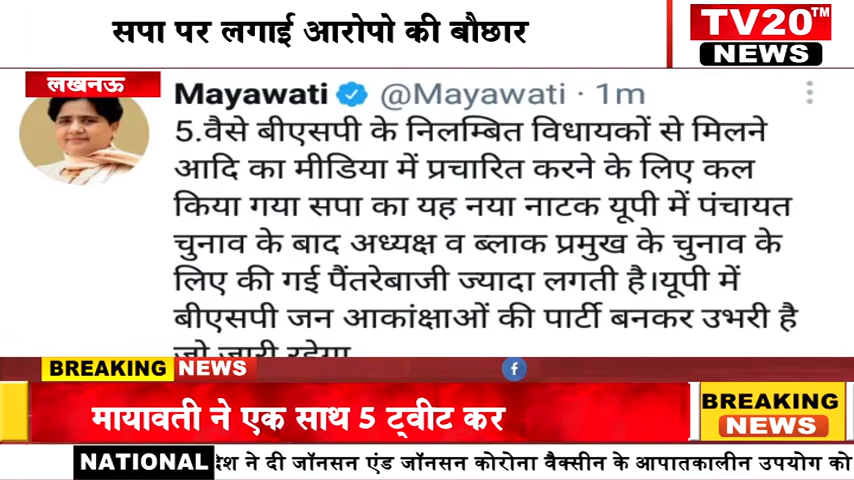 सपा पर लगाई आरोपो की बौछार
TV20™
NEWS
लखनऊ
Mayawati @Mayawati · 1m
5.वैसे बीएसपी के निलम्बित विधायकों से मिलने
आदि का मीडिया में प्रचारित करने के लिए कल
किया गया सपा का यह नया नाटक यूपी में पंचायत
चुनाव के बाद अध्यक्ष व ब्लाक प्रमुख के चुनाव के
लिए की गई पैंतरेबाजी ज्यादा लगती है।यूपी में
बीएसपी जन आकांक्षाओं की पार्टी बनकर उभरी है
जो जारी रहेगा
BREAKING NEWS
मायावती ने एक साथ 5 ट्वीट कर
BREAKING
NEWS
NATIONAL देश ने दी जॉनसन एंड जॉनसन कोरोना वैक्सीन के आपातकालीन उपयोग को